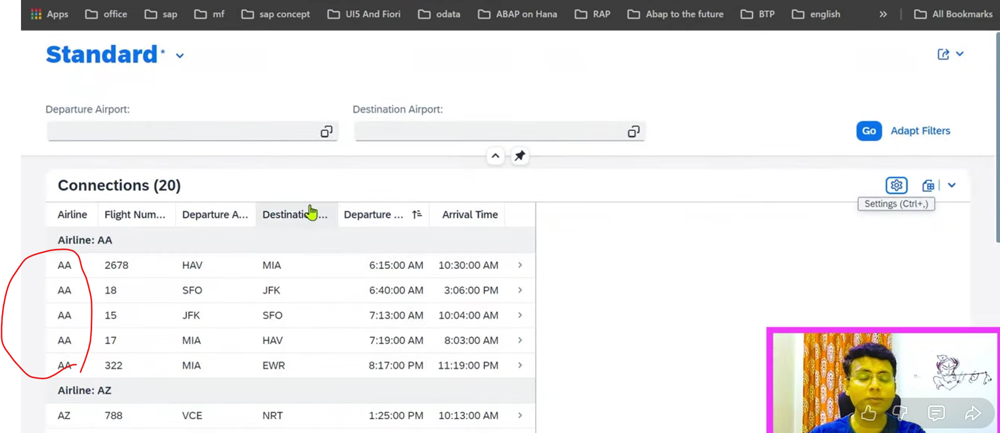 Apps office sap mf sap concept UI5 And Fiori odata ABAP on Hana RAP Abap to the future BTP english » All Bookmarks
Standard*
Departure Airport: Destination Airport:
Go Adapt Filters
Connections (20)
Settings (Ctrl+,)
Airline Flight Num... Departure A... Destinatio... Departure ... Arrival Time
Airline: AA
AA 2678 HAV MIA 6:15:00 AM 10:30:00 AM
AA 18 SFO JFK 6:40:00 AM 3:06:00 PM
AA 15 JFK SFO 7:13:00 AM 10:04:00 AM
AA 17 MIA HAV 7:19:00 AM 8:03:00 AM
AA 322 MIA EWR 8:17:00 PM 11:19:00 PM
Airline: AZ
AZ 788 VCE NRT 1:25:00 PM 10:13:00 AM